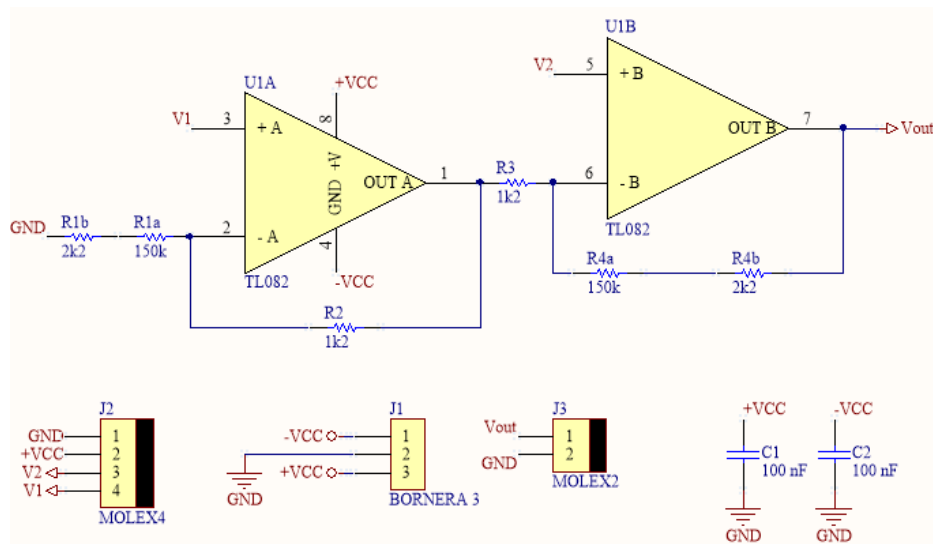 U1B
U1A
+VCC
V2 5 + B
V1 3 + A
8
GND +V
OUT B 7 Vout
OUT A 1
R3
1k2
6 - B
TL082
GND R1b R1a
2k2 150k
2 - A
4
-VCC
TL082
R4a R4b
150k 2k2
R2
1k2
J2
GND 1
+VCC 2
V2 3
V1 4
MOLEX4
J1
-VCC 1
2
+VCC 3
GND
BORNERA 3
J3
Vout 1
GND 2
MOLEX2
+VCC
C1
100 nF
GND
-VCC
C2
100 nF
GND